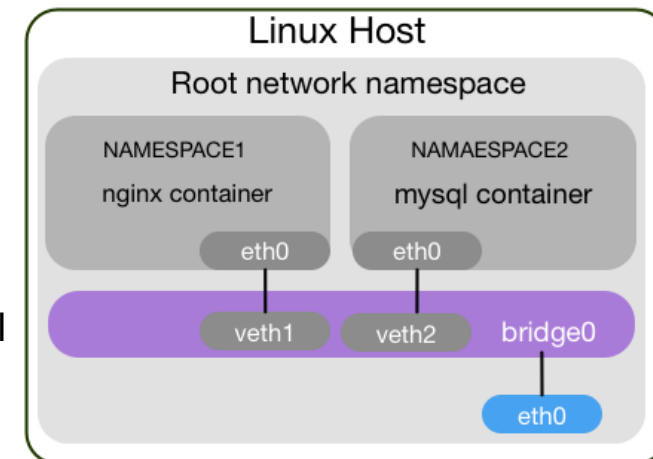 Linux Host
Root network namespace
NAMESPACE1
NAMAESPACE2
nginx container
mysql container
eth0
eth0
veth1
veth2
bridge0
eth0